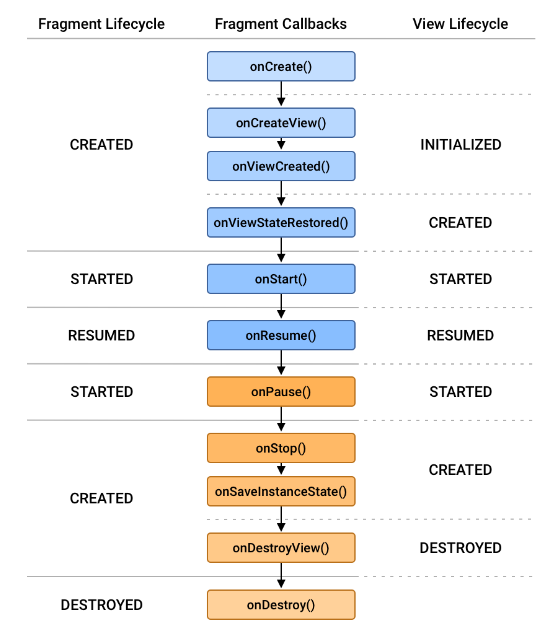 Fragment Lifecycle
Fragment Callbacks
View Lifecycle
onCreate()
onCreateView()
CREATED
INITIALIZED
onViewCreated()
onViewStateRestored()
CREATED
STARTED
onStart()
STARTED
RESUMED
onResume()
RESUMED
STARTED
onPause()
STARTED
onStop()
CREATED
onSaveInstanceState()
CREATED
onDestroyView()
DESTROYED
DESTROYED
onDestroy()